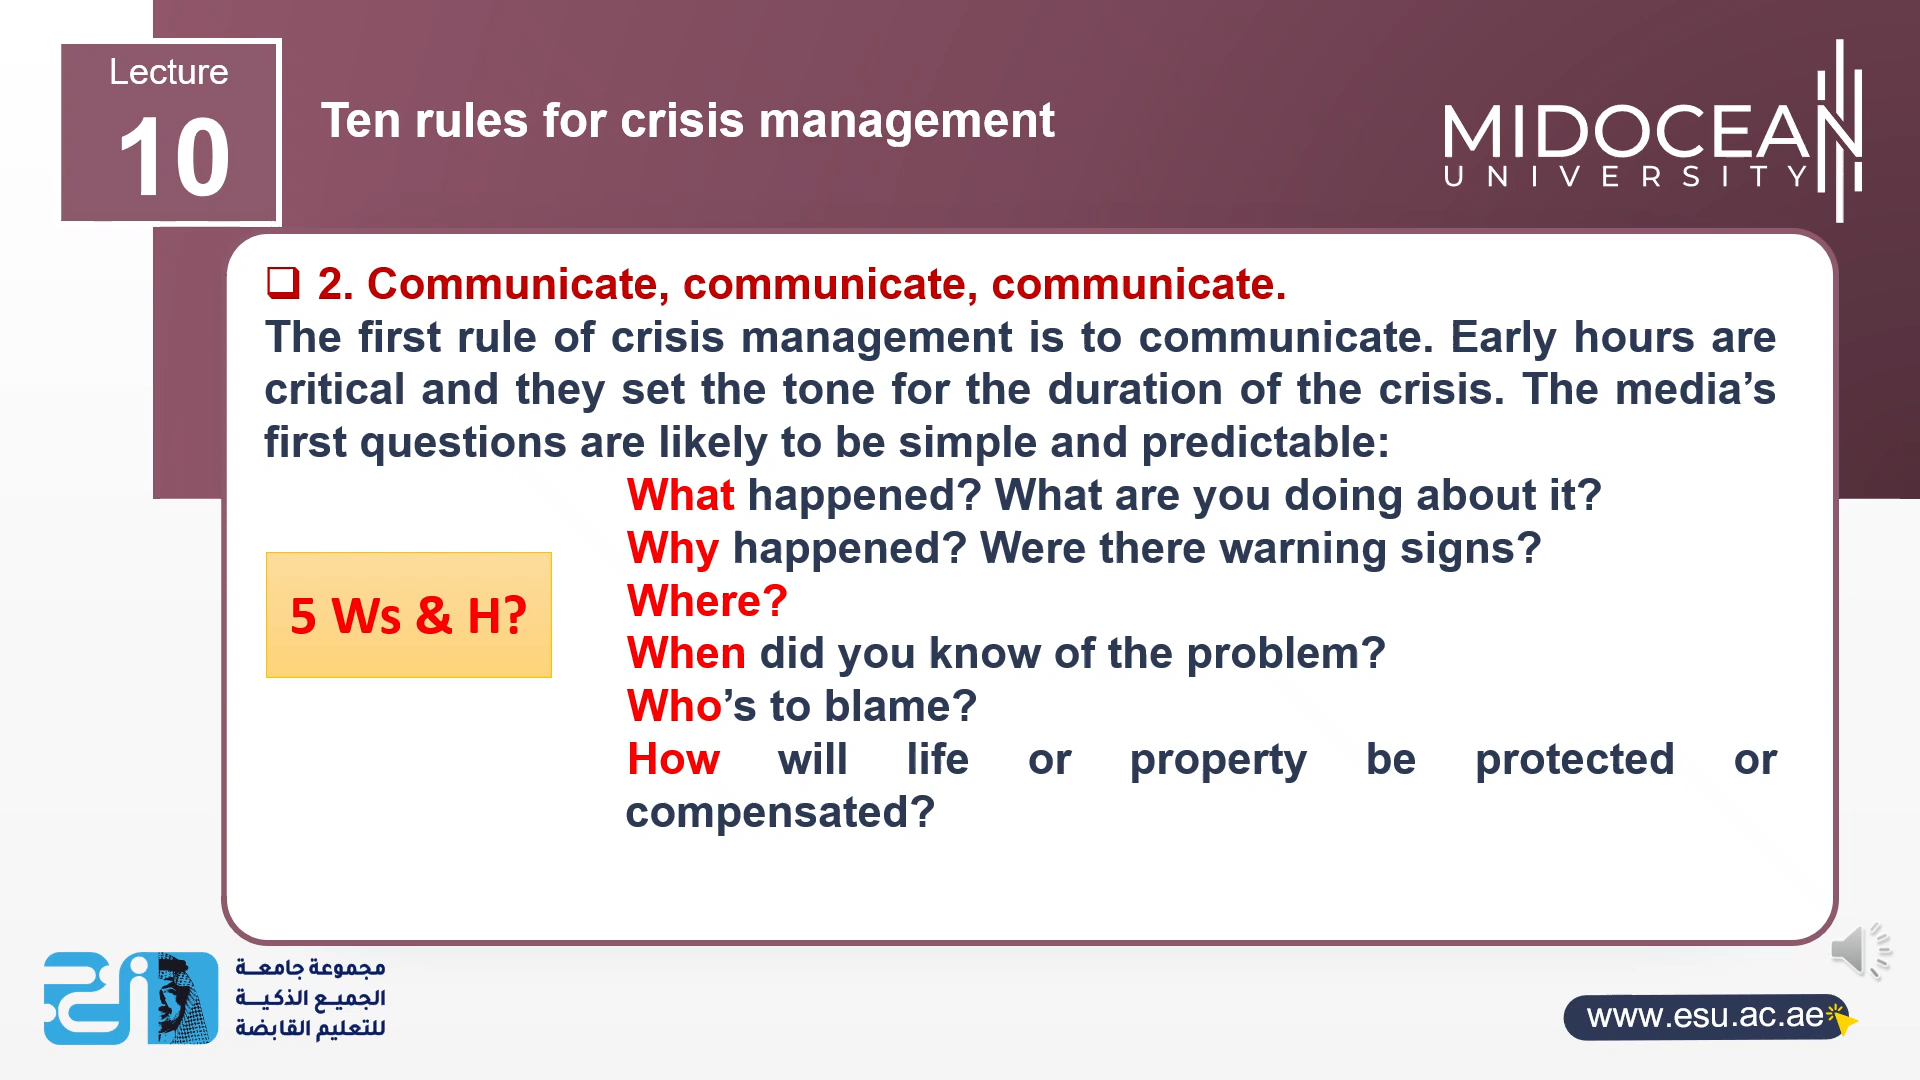 Lecture
10
Ten rules for crisis management
MIDOCEAN
UNIVERSITY
2. Communicate, communicate, communicate.
The first rule of crisis management is to communicate. Early hours are
critical and they set the tone for the duration of the crisis. The media’s
first questions are likely to be simple and predictable:
What happened? What are you doing about it?
Why happened? Were there warning signs?
Where?
When did you know of the problem?
Who’s to blame?
How will life or property be protected or
compensated?
5 Ws & H?
مجموعة جامعة
الجميع الذكية
للتعليم القابضة
www.esu.ac.ae